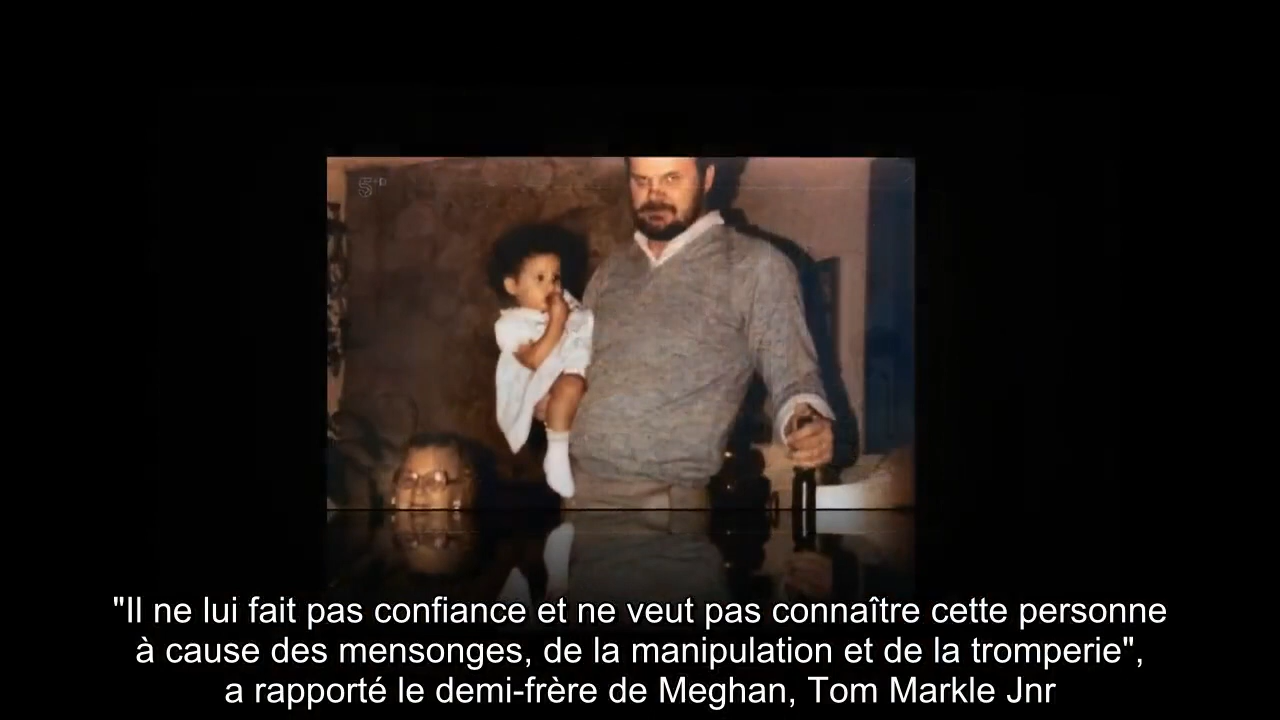 "Il ne lui fait pas confiance et ne veut pas connaître cette personne
à cause des mensonges, de la manipulation et de la tromperie",
a rapporté le demi-frère de Meghan, Tom Markle Jnr